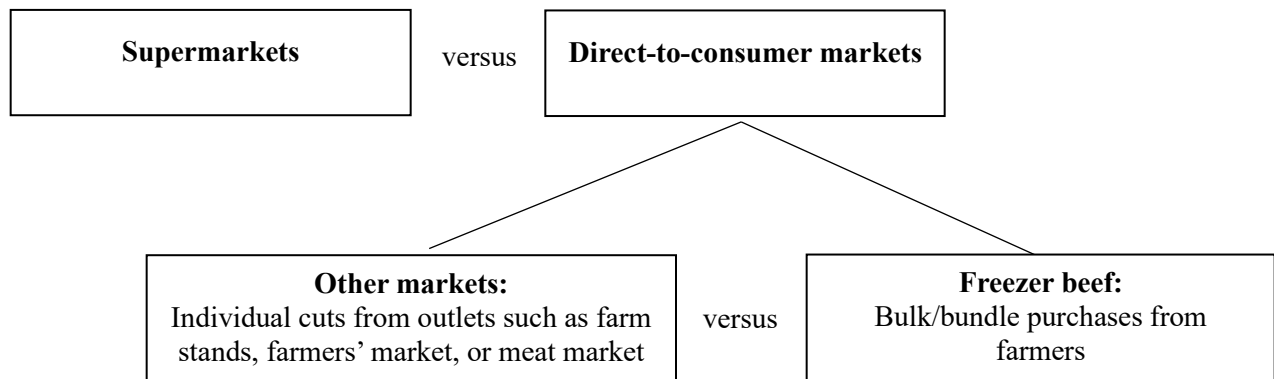 Supermarkets versus Direct-to-consumer markets
Other markets:
Individual cuts from outlets such as farm
stands, farmers’ market, or meat market
versus
Freezer beef:
Bulk/bundle purchases from
farmers